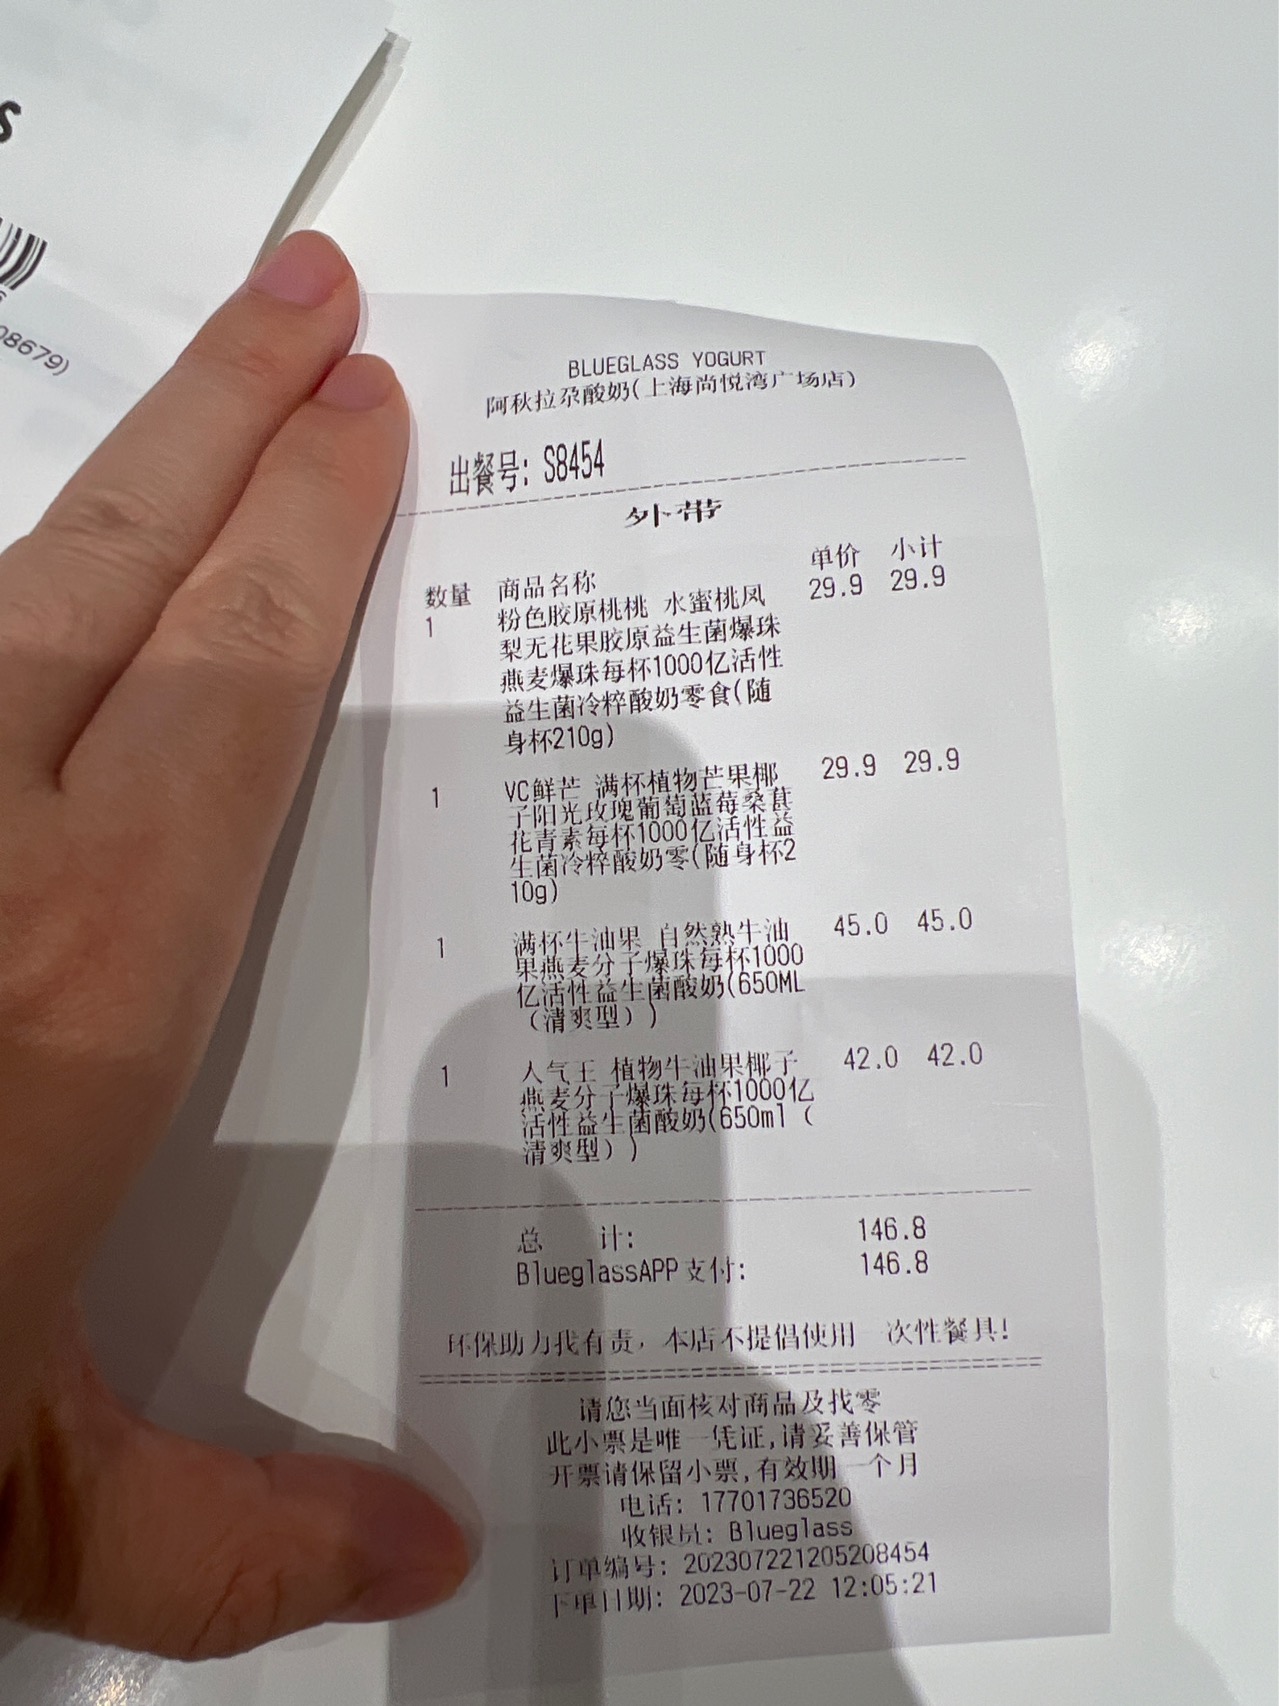 S
6
08679)
BLUEGLASS YOGURT
阿秋拉尕酸奶(上海尚悦湾广场店)
出餐号: S8454
外带
数量 商品名称 单价 小计
1 粉色胶原桃桃 水蜜桃凤 29.9 29.9
梨无花果胶原益生菌爆珠
燕麦爆珠每杯1000亿活性
益生菌冷粹酸奶零食(随
身杯210g)
1 VC鲜芒 满杯植物芒果椰 29.9 29.9
子阳光玫瑰葡萄蓝莓桑葚
花青素每杯1000亿活性益
生菌冷粹酸奶零(随身杯2
10g)
1 满杯牛油果 自然熟牛油 45.0 45.0
果燕麦分子爆珠每杯1000
亿活性益生菌酸奶(650ML
（清爽型）)
1 人气王 植物牛油果椰子 42.0 42.0
燕麦分子爆珠每杯1000亿
活性益生菌酸奶(650ml（
清爽型）)
总 计: 146.8
BlueglassAPP支付: 146.8
环保助力我有责，本店不提倡使用一次性餐具!
请您当面核对商品及找零
此小票是唯一凭证,请妥善保管
开票请保留小票,有效期一个月
电话: 17701736520
收银员: Blueglass
订单编号: 202307221205208454
下单日期: 2023-07-22 12:05:21